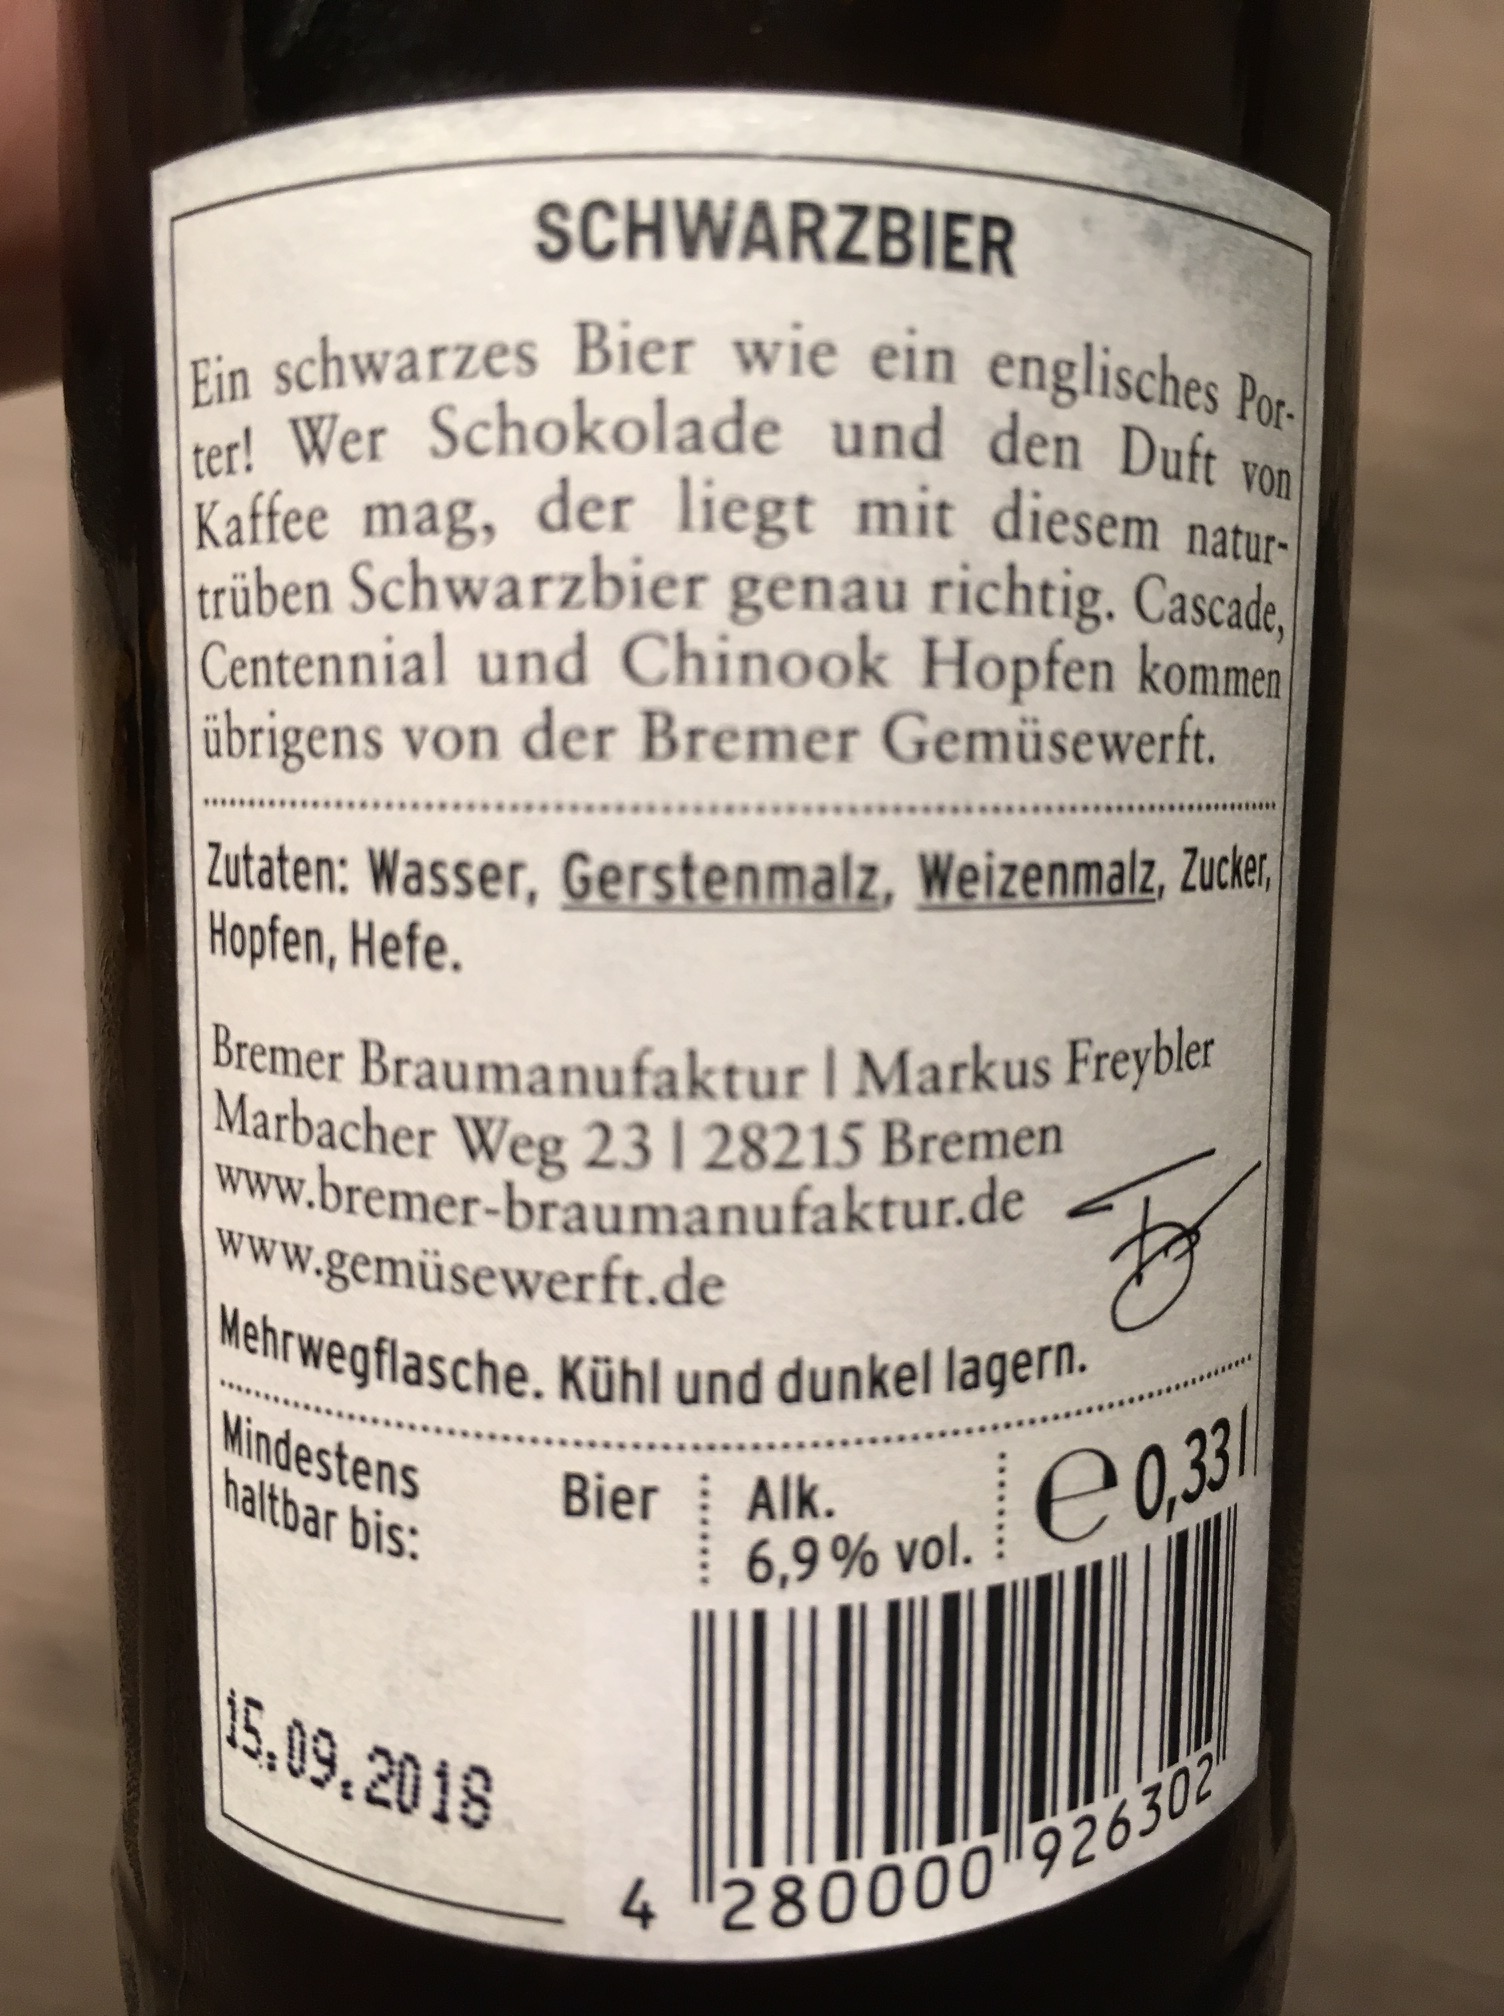 SCHWARZBIER
Ein schwarzes Bier wie ein englisches Por-
ter! Wer Schokolade und den Duft von
Kaffee mag, der liegt mit diesem natur-
trüben Schwarzbier genau richtig. Cascade,
Centennial und Chinook Hopfen kommen
übrigens von der Bremer Gemüsewerft.
Zutaten: Wasser, Gerstenmalz, Weizenmalz, Zucker,
Hopfen, Hefe.
Bremer Braumanufaktur | Markus Freybler
Marbacher Weg 23 | 28215 Bremen
www.bremer-braumanufaktur.de
www.gemüsewerft.de
Mehrwegflasche. Kühl und dunkel lagern.
Mindestens
haltbar bis:
Bier
Alk.
6,9% vol.
e 0,33 l
15.09.2018
4 280000 926302